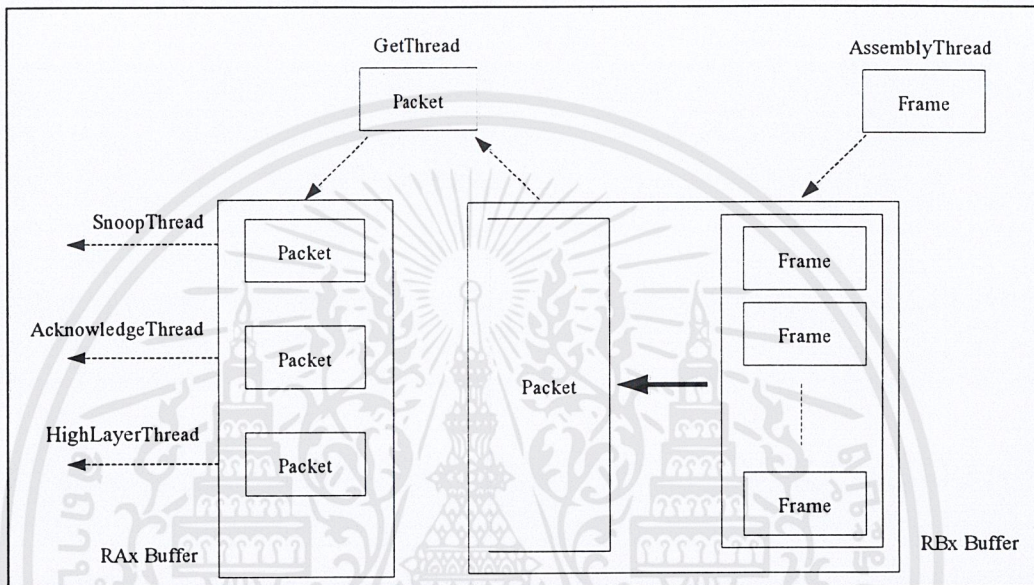 GetThread
AssemblyThread
Packet
Frame
SnoopThread
Packet
Frame
Frame
AcknowledgeThread
Packet
Packet
HighLayerThread
Packet
Frame
RAx Buffer
RBx Buffer